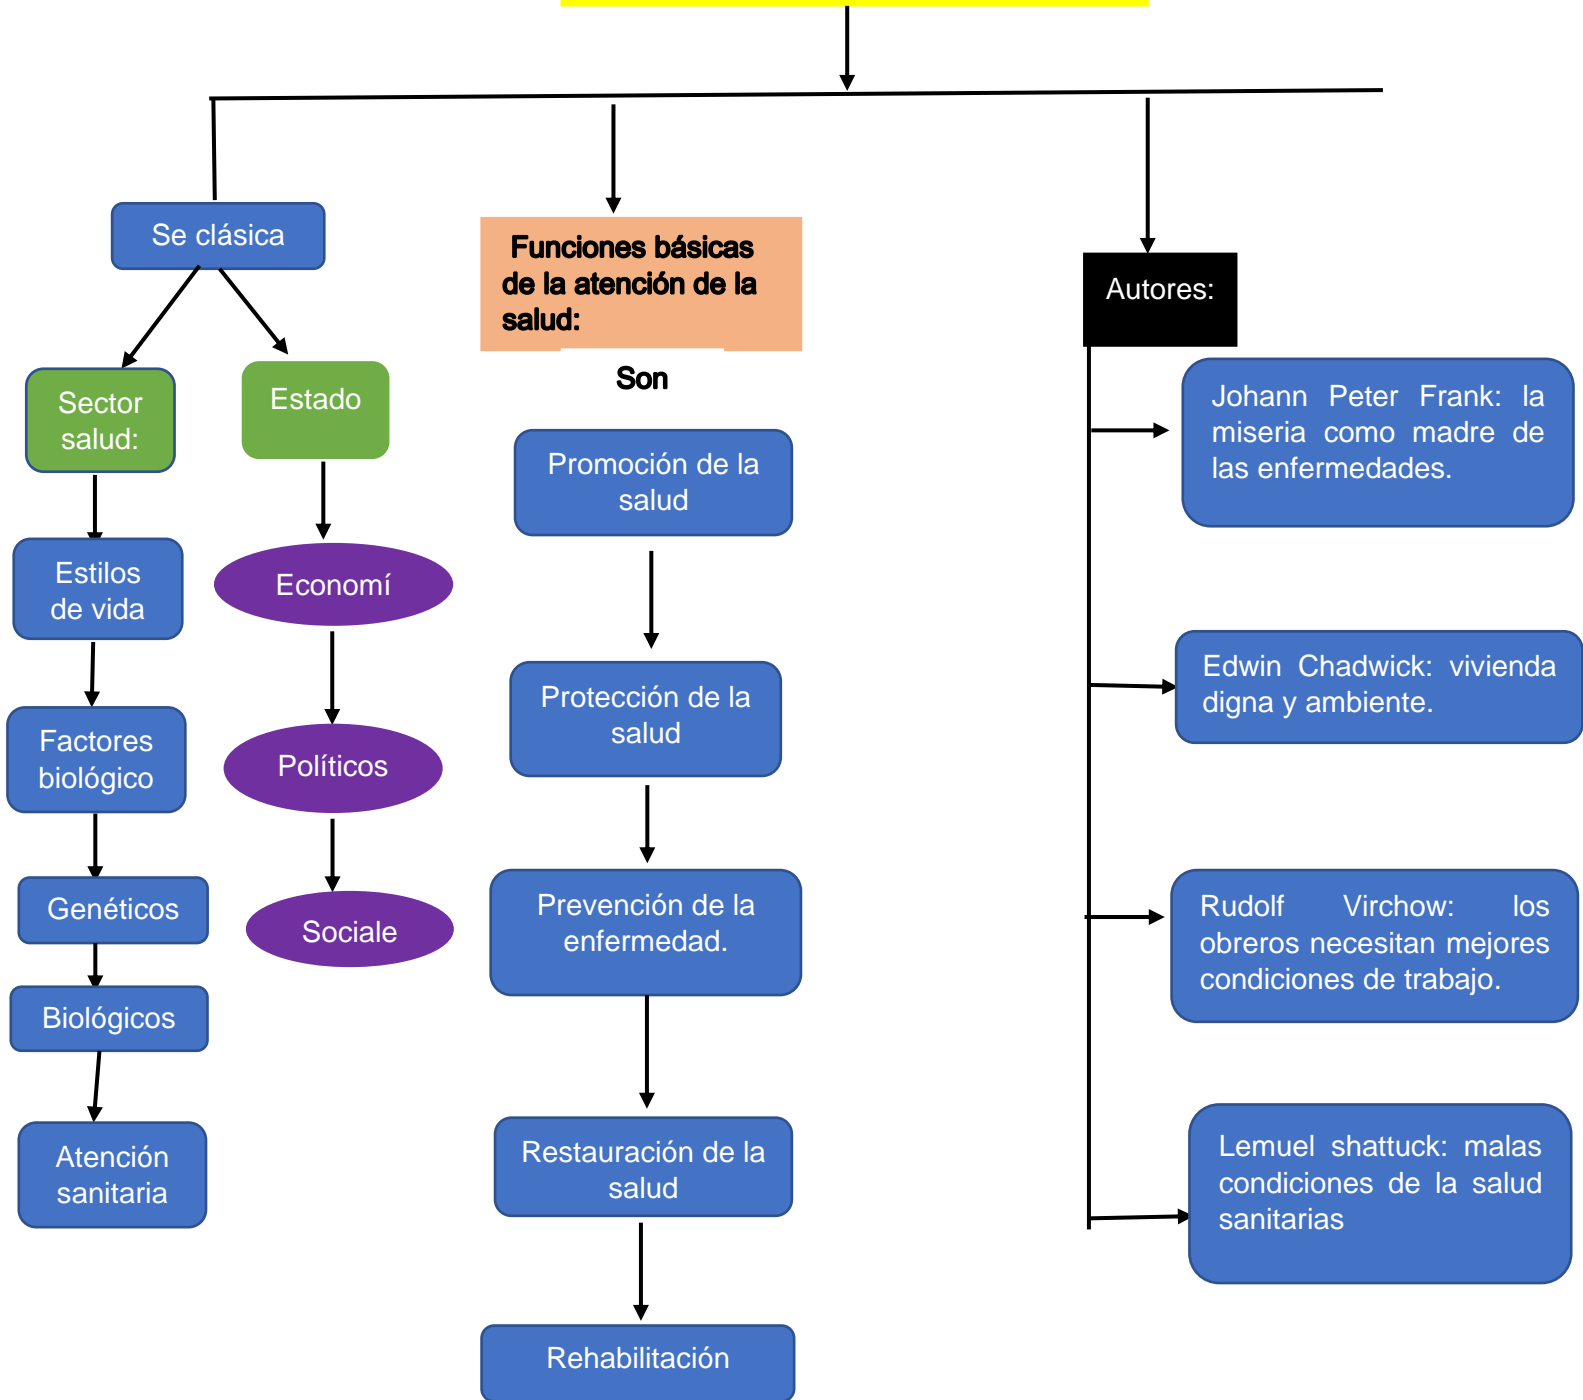 Se clásica
Sector
salud:
Estilos
de vida
Factores
biológico
Genéticos
Biológicos
Atención
sanitaria
Estado
Economí
Políticos
Sociale
Funciones básicas
de la atención de la
salud:
Son
Promoción de la
salud
Protección de la
salud
Prevención de la
enfermedad.
Restauración de la
salud
Rehabilitación
Autores:
Johann Peter Frank: la
miseria como madre de
las enfermedades.
Edwin Chadwick: vivienda
digna y ambiente.
Rudolf Virchow: los
obreros necesitan mejores
condiciones de trabajo.
Lemuel shattuck: malas
condiciones de la salud
sanitarias